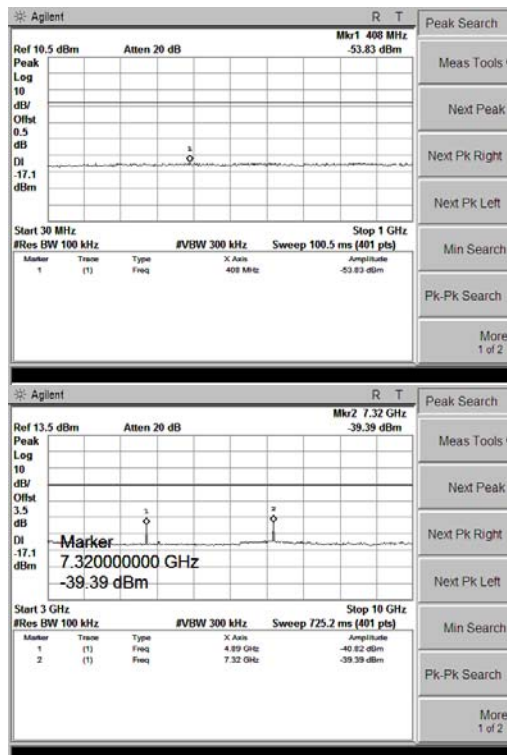 Agilent R T
Peak Search
Mkr1 408 MHz
Ref 10.5 dBm Atten 20 dB -53.83 dBm
Peak
Log
10
dB/
Offst
0.5
dB
DI
-17.1
dBm
1
Start 30 MHz Stop 1 GHz
#Res BW 100 kHz #VBW 300 kHz Sweep 100.5 ms (401 pts)
Marker Trace Type X Axis Amplitude
1 (1) Freq 408 MHz -53.83 dBm
Meas Tools
Next Peak
Next Pk Right
Next Pk Left
Min Search
Pk-Pk Search
More
1 of 2
Agilent R T
Peak Search
Mkr2 7.32 GHz
Ref 13.5 dBm Atten 20 dB -39.39 dBm
Peak
Log
10
dB/
Offst
3.5
dB
DI
-17.1
dBm
1 2
Marker
7.320000000 GHz
-39.39 dBm
Start 3 GHz Stop 10 GHz
#Res BW 100 kHz #VBW 300 kHz Sweep 725.2 ms (401 pts)
Marker Trace Type X Axis Amplitude
1 (1) Freq 4.89 GHz -40.82 dBm
2 (1) Freq 7.32 GHz -39.39 dBm
Meas Tools
Next Peak
Next Pk Right
Next Pk Left
Min Search
Pk-Pk Search
More
1 of 2